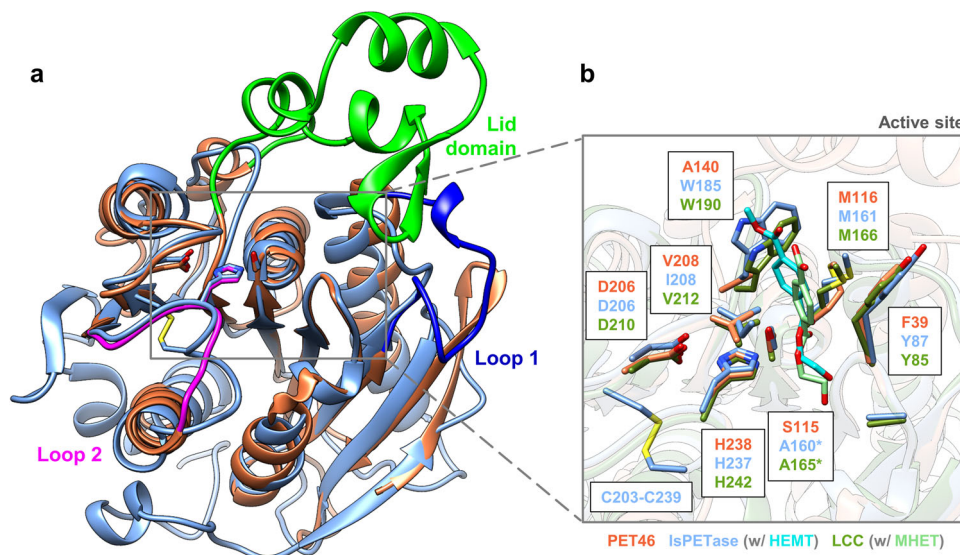 a
Lid
domain
Loop 1
Loop 2
b
Active site
A140
W185
W190
M116
M161
M166
V208
I208
V212
D206
D206
D210
F39
Y87
Y85
S115
A160*
A165*
H238
H237
H242
C203-C239
PET46 IsPETase (w/ HEMT) LCC (w/ MHET)